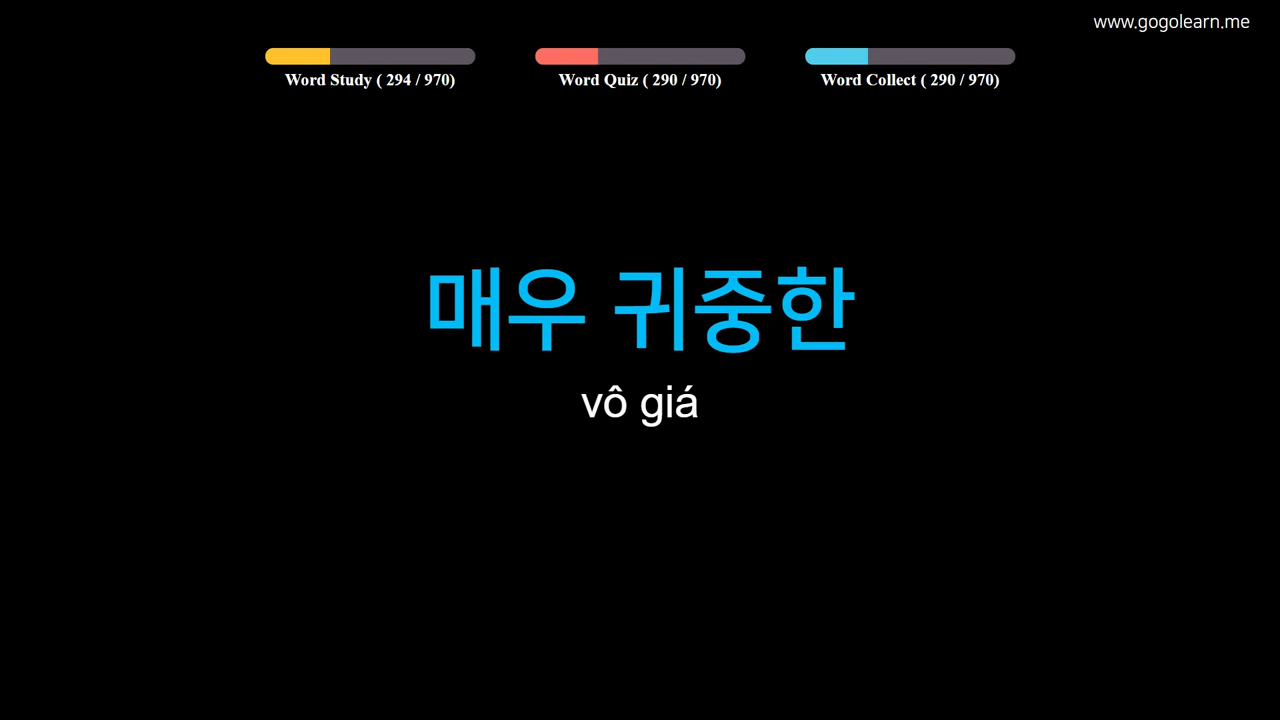 www.gogolearn.me
Word Study ( 294 / 970)
Word Quiz ( 290 / 970)
Word Collect ( 290 / 970)
매우 귀중한
vô giá